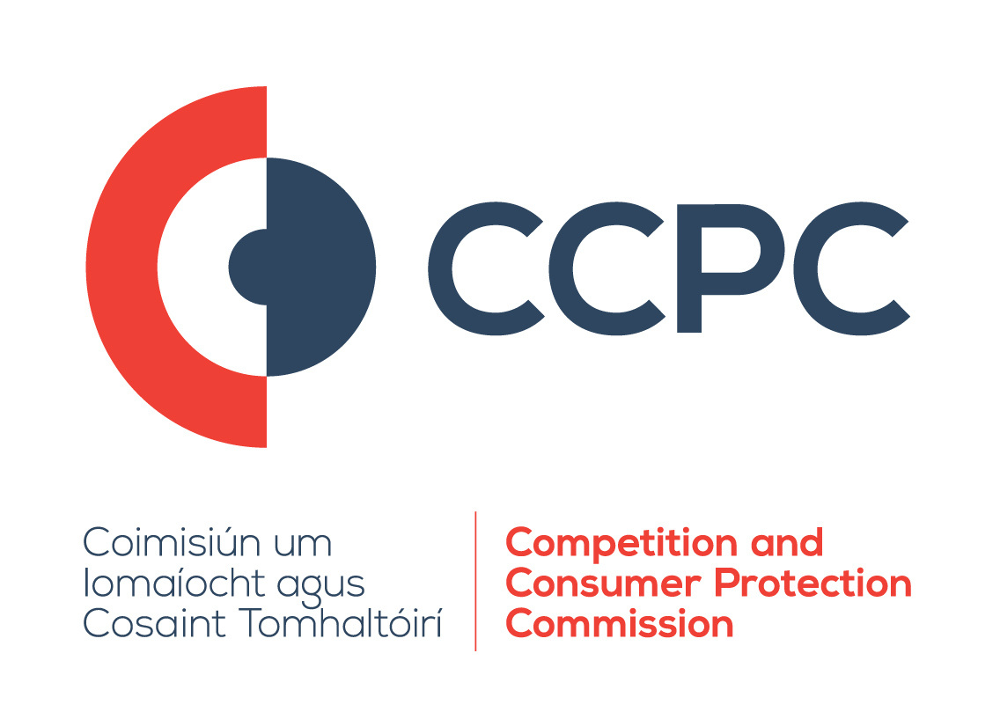 CCPC
Coimisiún um
Iomaíocht agus
Cosaint Tomhaltóirí
Competition and
Consumer Protection
Commission